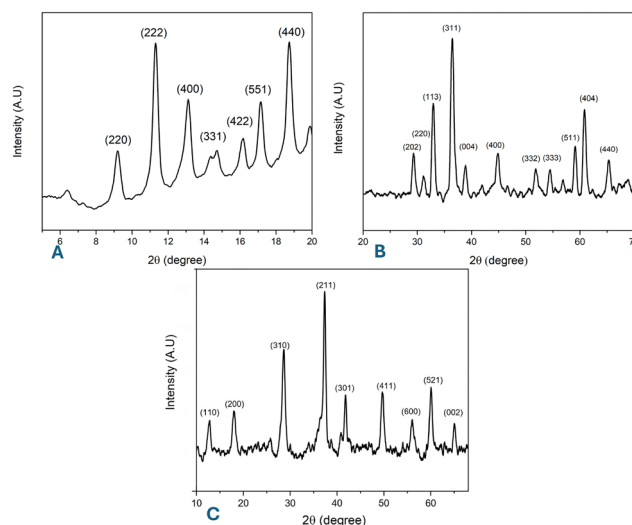 (440)
(222)
(400)
(551)
(422)
(331)
(220)
Intensity (A.U)
6 8 10 12 14 16 18 20
2θ (degree)
A
(311)
(113)
(404)
(220)
(202)
(004)
(400)
(511)
(332)
(333)
(440)
Intensity (A.U)
20 30 40 50 60 70
2θ (degree)
B
(211)
(310)
(301)
(411)
(521)
(110)
(200)
(600)
(002)
Intensity (A.U)
10 20 30 40 50 60
2θ (degree)
C